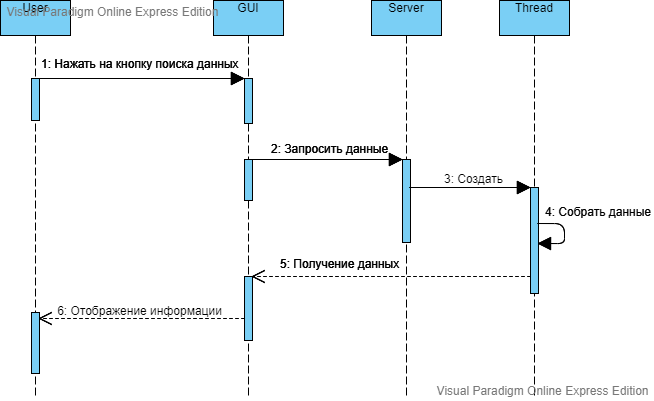 Visual Paradigm Online Express Edition
User
GUI
Server
Thread
1: Нажать на кнопку поиска данных
2: Запросить данные
3: Создать
4: Собрать данные
5: Получение данных
6: Отображение информации
Visual Paradigm Online Express Edition